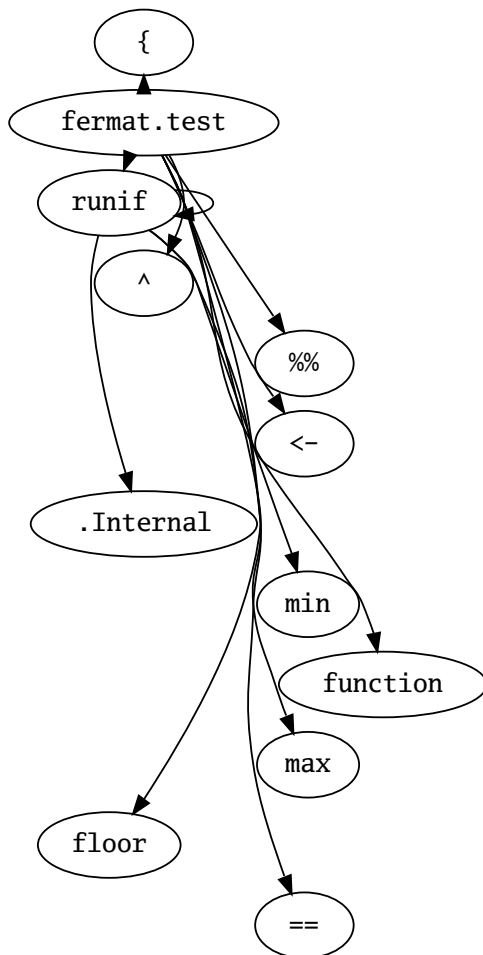 {
fermat.test
runif
^
%%
<-
.Internal
min
function
max
floor
==